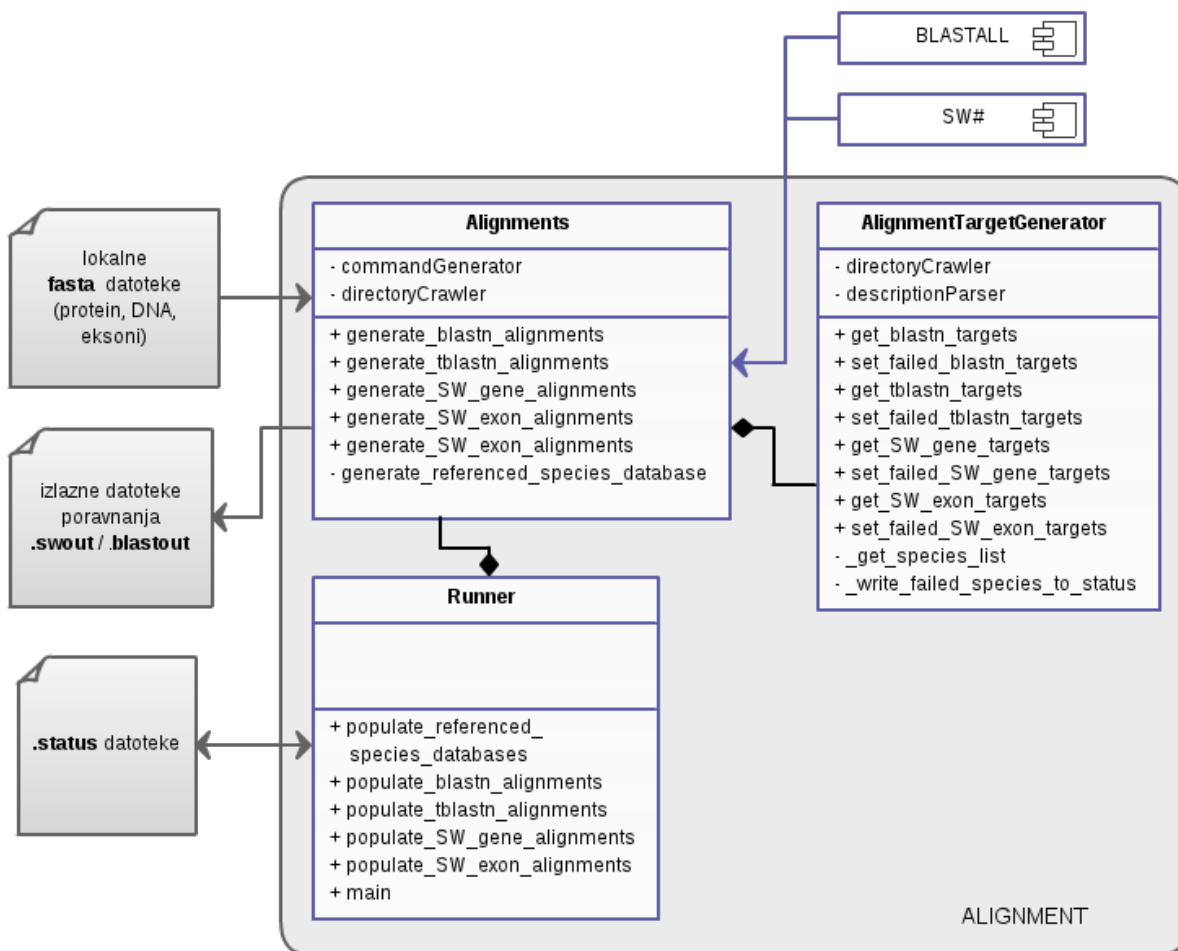 BLASTALL
SW#
lokalne
fasta datoteke
(protein, DNA,
eksoni)
izlazne datoteke
poravnanja
.swout / .blastout
.status datoteke
Alignments
- commandGenerator
- directoryCrawler
+ generate_blastn_alignments
+ generate_tblastn_alignments
+ generate_SW_gene_alignments
+ generate_SW_exon_alignments
+ generate_SW_exon_alignments
- generate_referenced_species_database
AlignmentTargetGenerator
- directoryCrawler
- descriptionParser
+ get_blastn_targets
+ set_failed_blastn_targets
+ get_tblastn_targets
+ set_failed_tblastn_targets
+ get_SW_gene_targets
+ set_failed_SW_gene_targets
+ get_SW_exon_targets
+ set_failed_SW_exon_targets
- _get_species_list
- _write_failed_species_to_status
Runner
+ populate_referenced_
species_databases
+ populate_blastn_alignments
+ populate_tblastn_alignments
+ populate_SW_gene_alignments
+ populate_SW_exon_alignments
+ main
ALIGNMENT